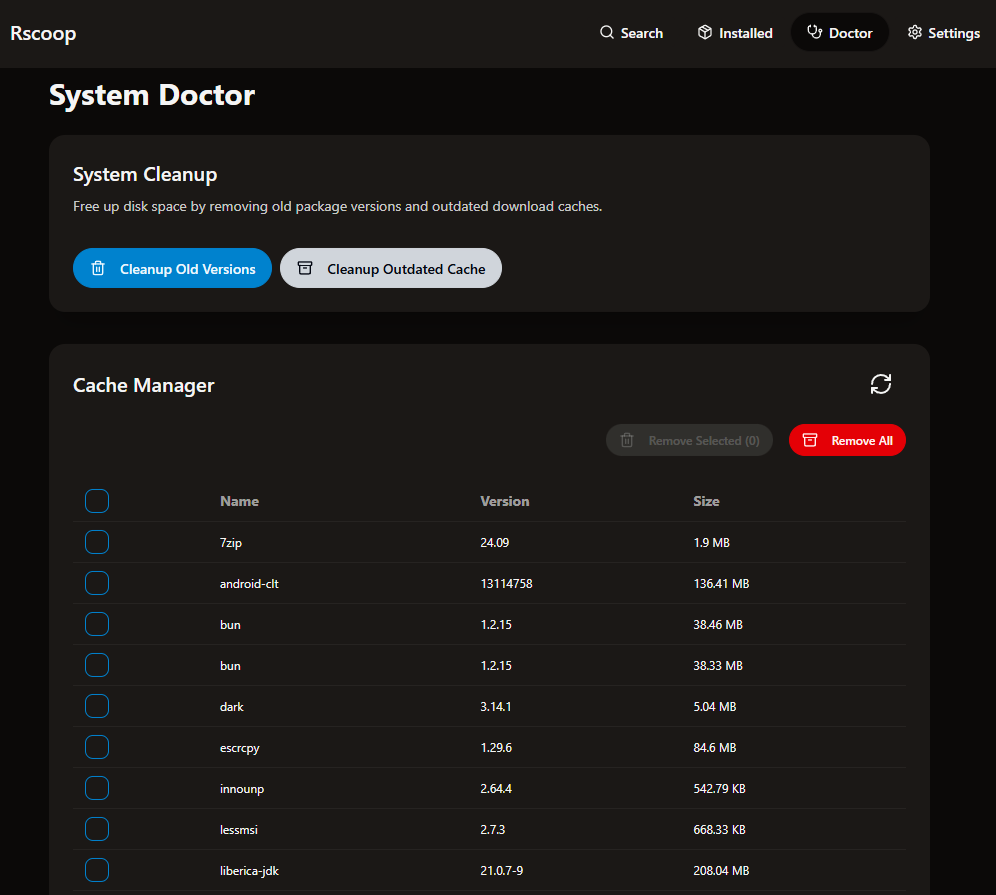 Rscoop Search Installed Doctor Settings
System Doctor
System Cleanup
Free up disk space by removing old package versions and outdated download caches.
Cleanup Old Versions Cleanup Outdated Cache
Cache Manager
Remove Selected (0) Remove All
Name Version Size
7zip 24.09 1.9 MB
android-clt 13114758 136.41 MB
bun 1.2.15 38.46 MB
bun 1.2.15 38.33 MB
dark 3.14.1 5.04 MB
escrcpy 1.29.6 84.6 MB
innounp 2.64.4 542.79 KB
lessmsi 2.7.3 668.33 KB
liberica-jdk 21.0.7-9 208.04 MB